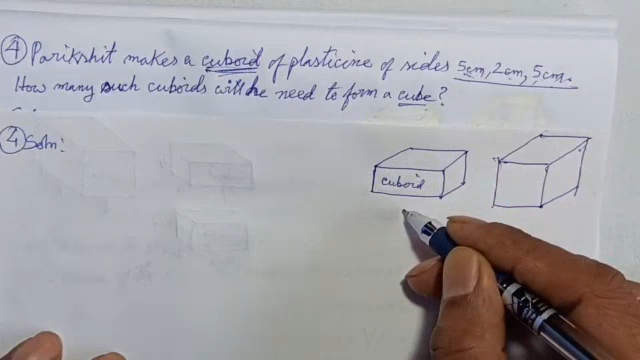 ④ Parikshit makes a cuboid of plasticine of sides 5cm, 2cm, 5cm.
How many such cuboids will he need to form a cube?
④ Soln:
cuboid